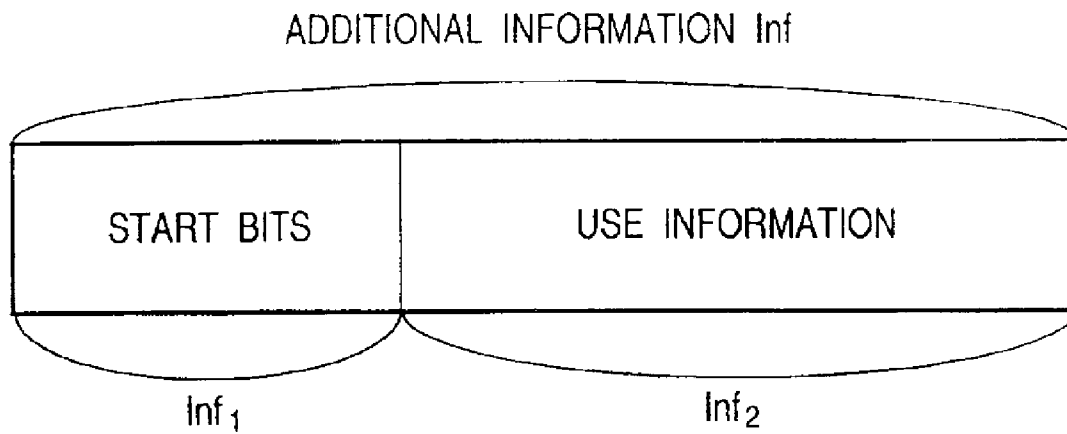 ADDITIONAL INFORMATION Inf
START BITS
USE INFORMATION
Inf1
Inf2